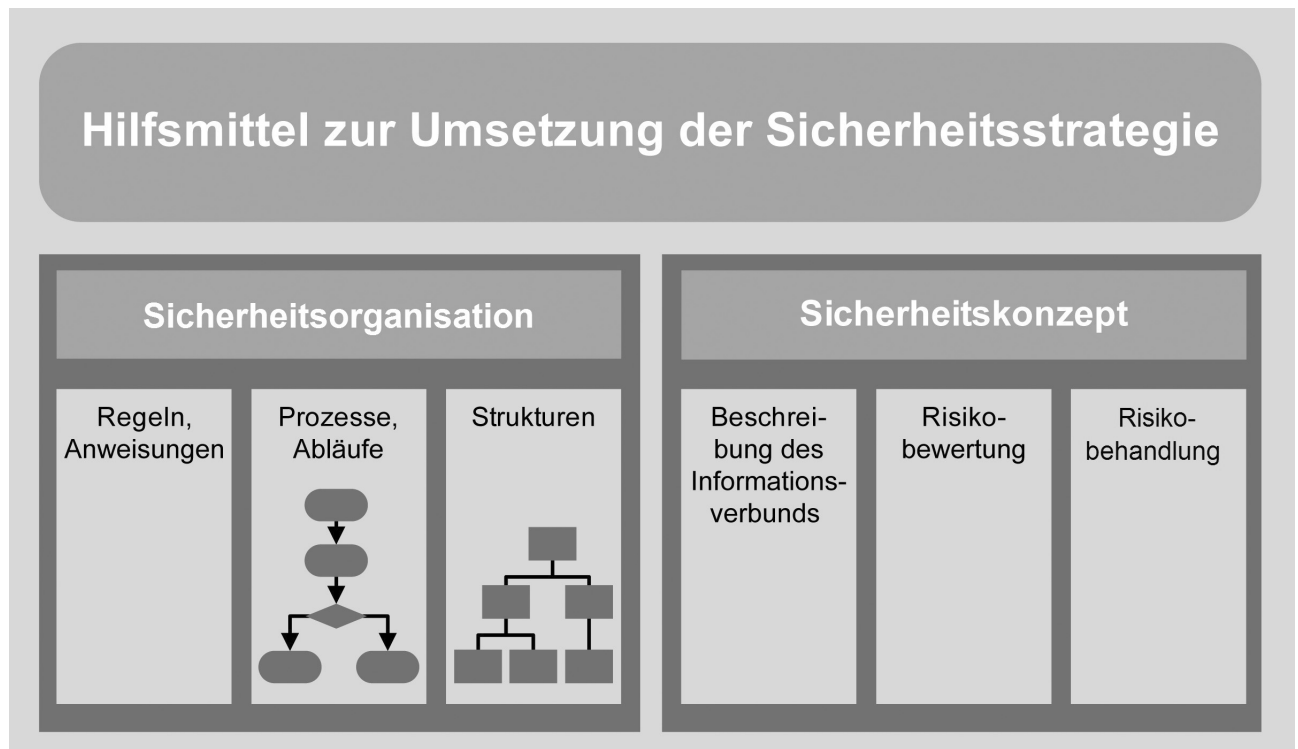 Hilfsmittel zur Umsetzung der Sicherheitsstrategie
Sicherheitsorganisation
Regeln,
Anweisungen
Prozesse,
Abläufe
Strukturen
Sicherheitskonzept
Beschrei-
bung des
Informations-
verbunds
Risiko-
bewertung
Risiko-
behandlung